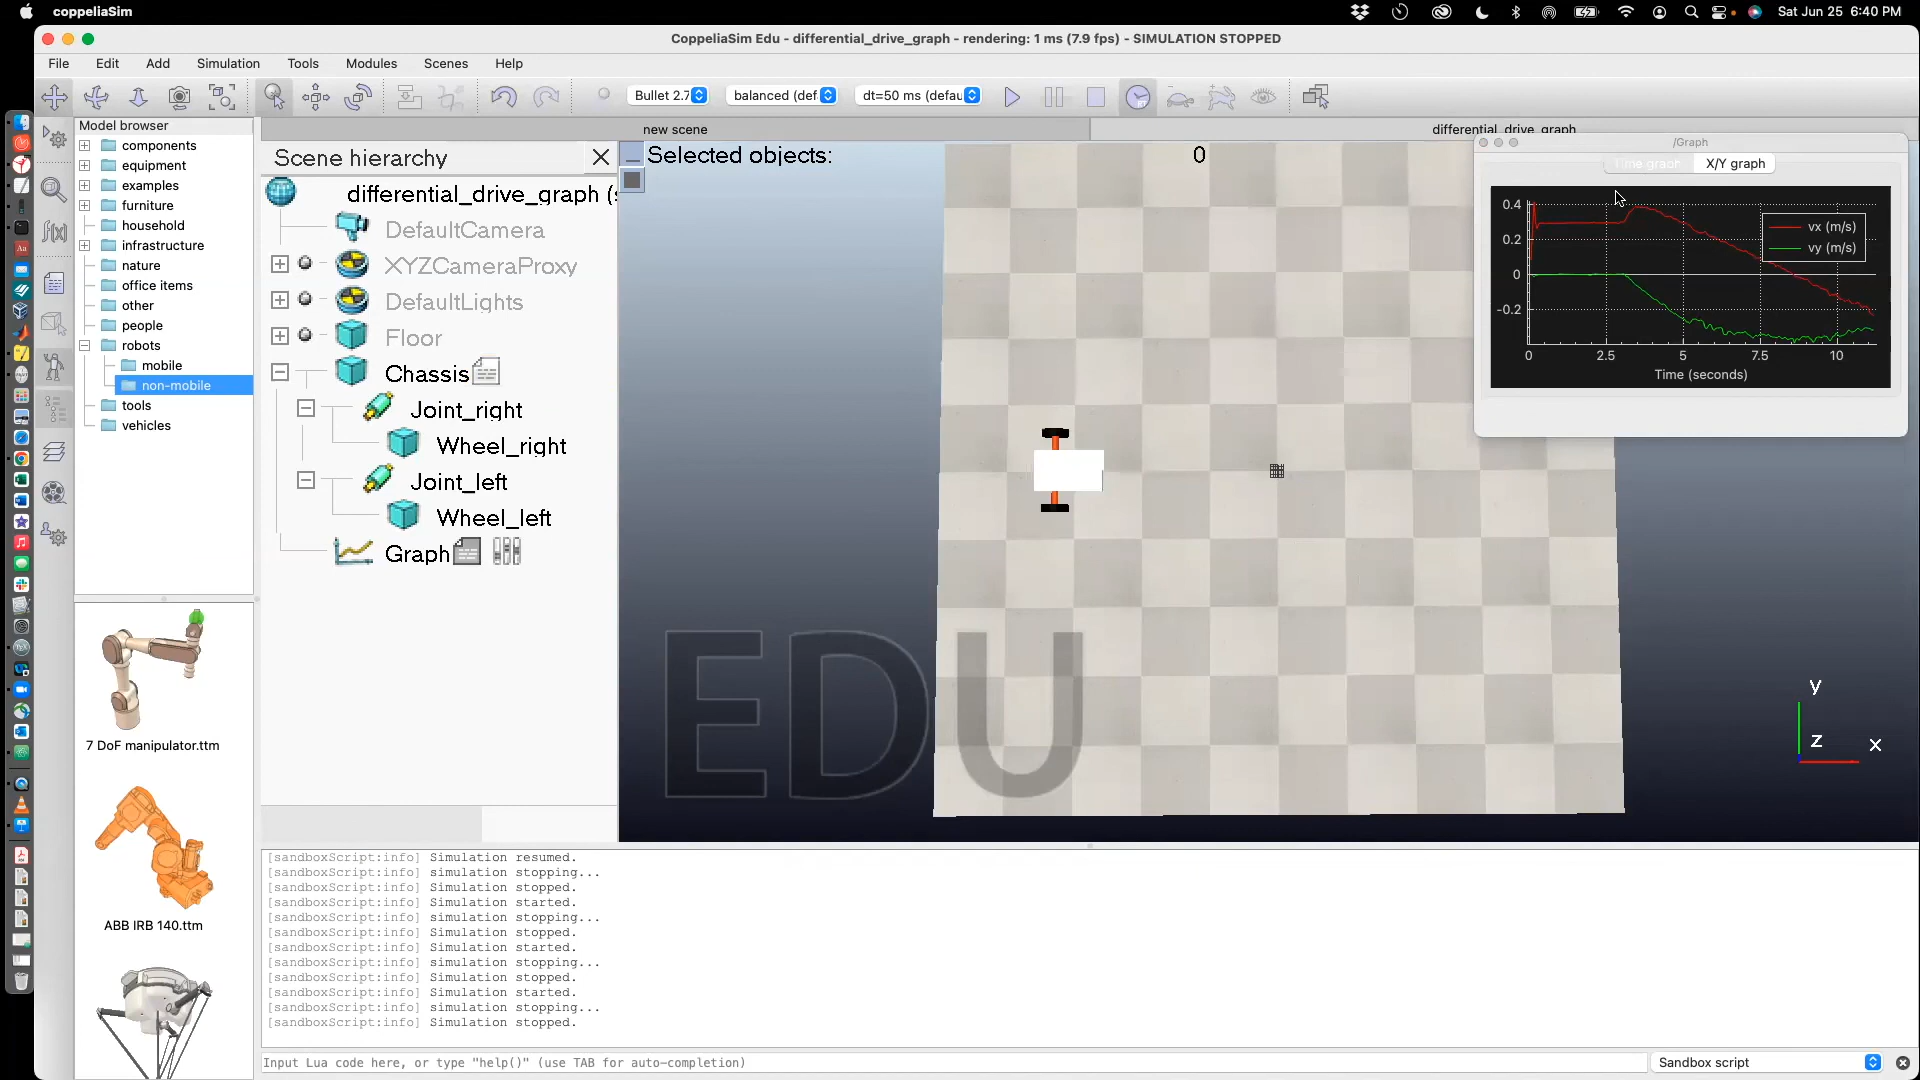 coppeliaSim
Sat Jun 25 6:40 PM
CoppeliaSim Edu - differential_drive_graph - rendering: 1 ms (7.9 fps) - SIMULATION STOPPED
File Edit Add Simulation Tools Modules Scenes Help
Bullet 2.7 balanced (def dt=50 ms (defau
Model browser
components
equipment
examples
furniture
household
infrastructure
nature
office items
other
people
robots
mobile
non-mobile
tools
vehicles
7 DoF manipulator.ttm
ABB IRB 140.ttm
new scene
differential_drive_graph
Scene hierarchy
differential_drive_graph (s
DefaultCamera
XYZCameraProxy
DefaultLights
Floor
Chassis
Joint_right
Wheel_right
Joint_left
Wheel_left
Graph
Selected objects: 0
EDU
y
z x
/Graph
Time graph X/Y graph
0.4
0.2
0
-0.2
vx (m/s)
vy (m/s)
0 2.5 5 7.5 10
Time (seconds)
[sandboxScript:info] Simulation resumed.
[sandboxScript:info] simulation stopping...
[sandboxScript:info] Simulation stopped.
[sandboxScript:info] Simulation started.
[sandboxScript:info] simulation stopping...
[sandboxScript:info] Simulation stopped.
[sandboxScript:info] Simulation started.
[sandboxScript:info] simulation stopping...
[sandboxScript:info] Simulation stopped.
[sandboxScript:info] Simulation started.
[sandboxScript:info] simulation stopping...
[sandboxScript:info] Simulation stopped.
Input Lua code here, or type "help()" (use TAB for auto-completion)
Sandbox script